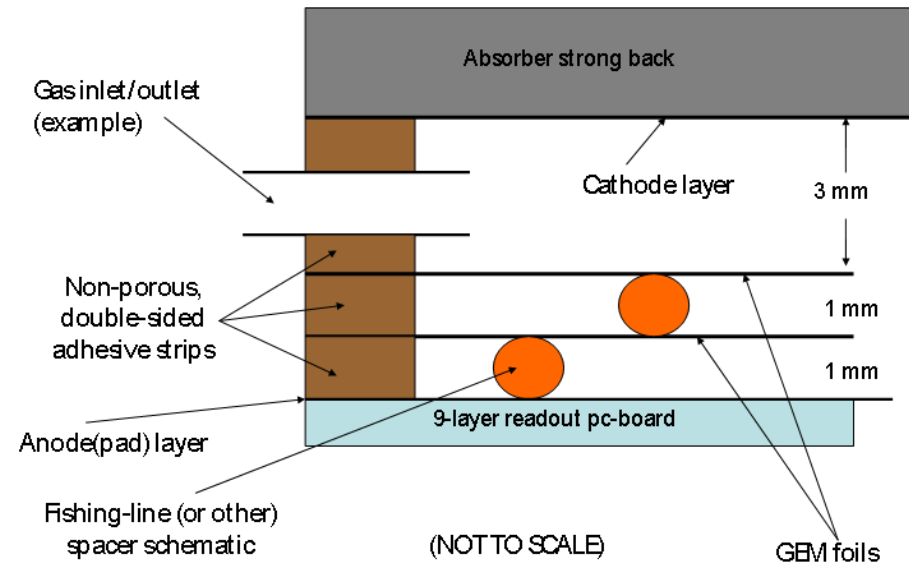 Absorber strong back
Gas inlet/outlet
(example)
Cathode layer
3 mm
Non-porous,
double-sided
adhesive strips
1 mm
1 mm
9-layer readout pc-board
Anode(pad) layer
Fishing-line (or other)
spacer schematic
(NOT TO SCALE)
GEM foils